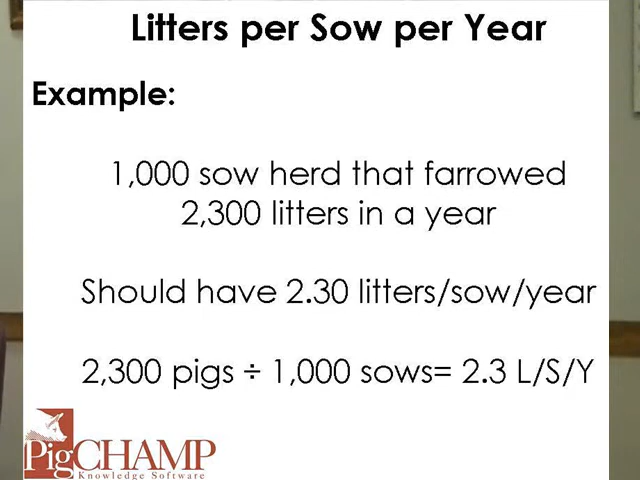 Litters per Sow per Year
Example:
1,000 sow herd that farrowed
2,300 litters in a year
Should have 2.30 litters/sow/year
2,300 pigs ÷ 1,000 sows= 2.3 L/S/Y
PigCHAMP
Knowledge Software